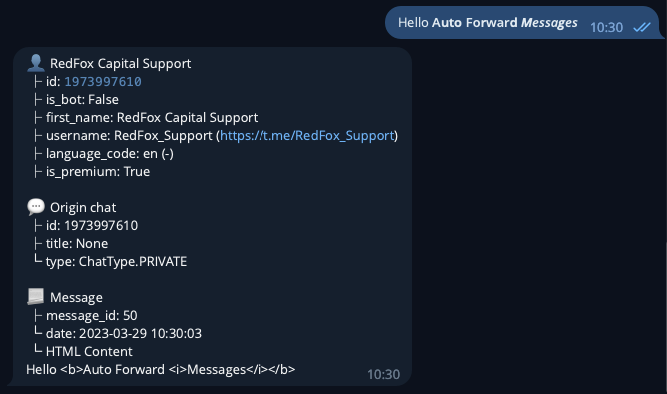 Hello Auto Forward Messages 10:30
RedFox Capital Support
├ id: 1973997610
├ is_bot: False
├ first_name: RedFox Capital Support
├ username: RedFox_Support (https://t.me/RedFox_Support)
├ language_code: en (-)
├ is_premium: True
Origin chat
├ id: 1973997610
├ title: None
└ type: ChatType.PRIVATE
Message
├ message_id: 50
└ date: 2023-03-29 10:30:03
└ HTML Content
Hello <b>Auto Forward <i>Messages</i></b> 10:30